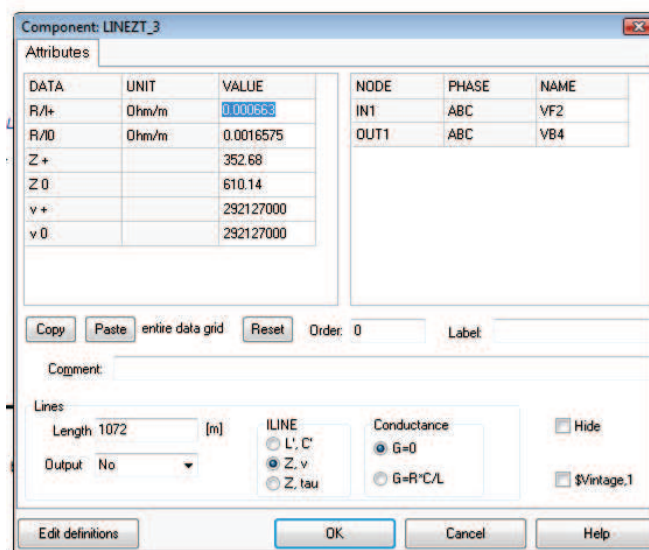 Component: LINEZT_3
Attributes
DATA UNIT VALUE
R/I+ Ohm/m 0.000663
R/I0 Ohm/m 0.0016575
Z + 352.68
Z 0 610.14
v + 292127000
v 0 292127000
NODE PHASE NAME
IN1 ABC VF2
OUT1 ABC VB4
Copy Paste entire data grid Reset Order: 0 Label:
Comment:
Lines
Length 1072 [m]
Output No
ILINE
L', C'
Z, v
Z, tau
Conductance
G=0
G=R*C/L
Hide
$Vintage,1
Edit definitions OK Cancel Help